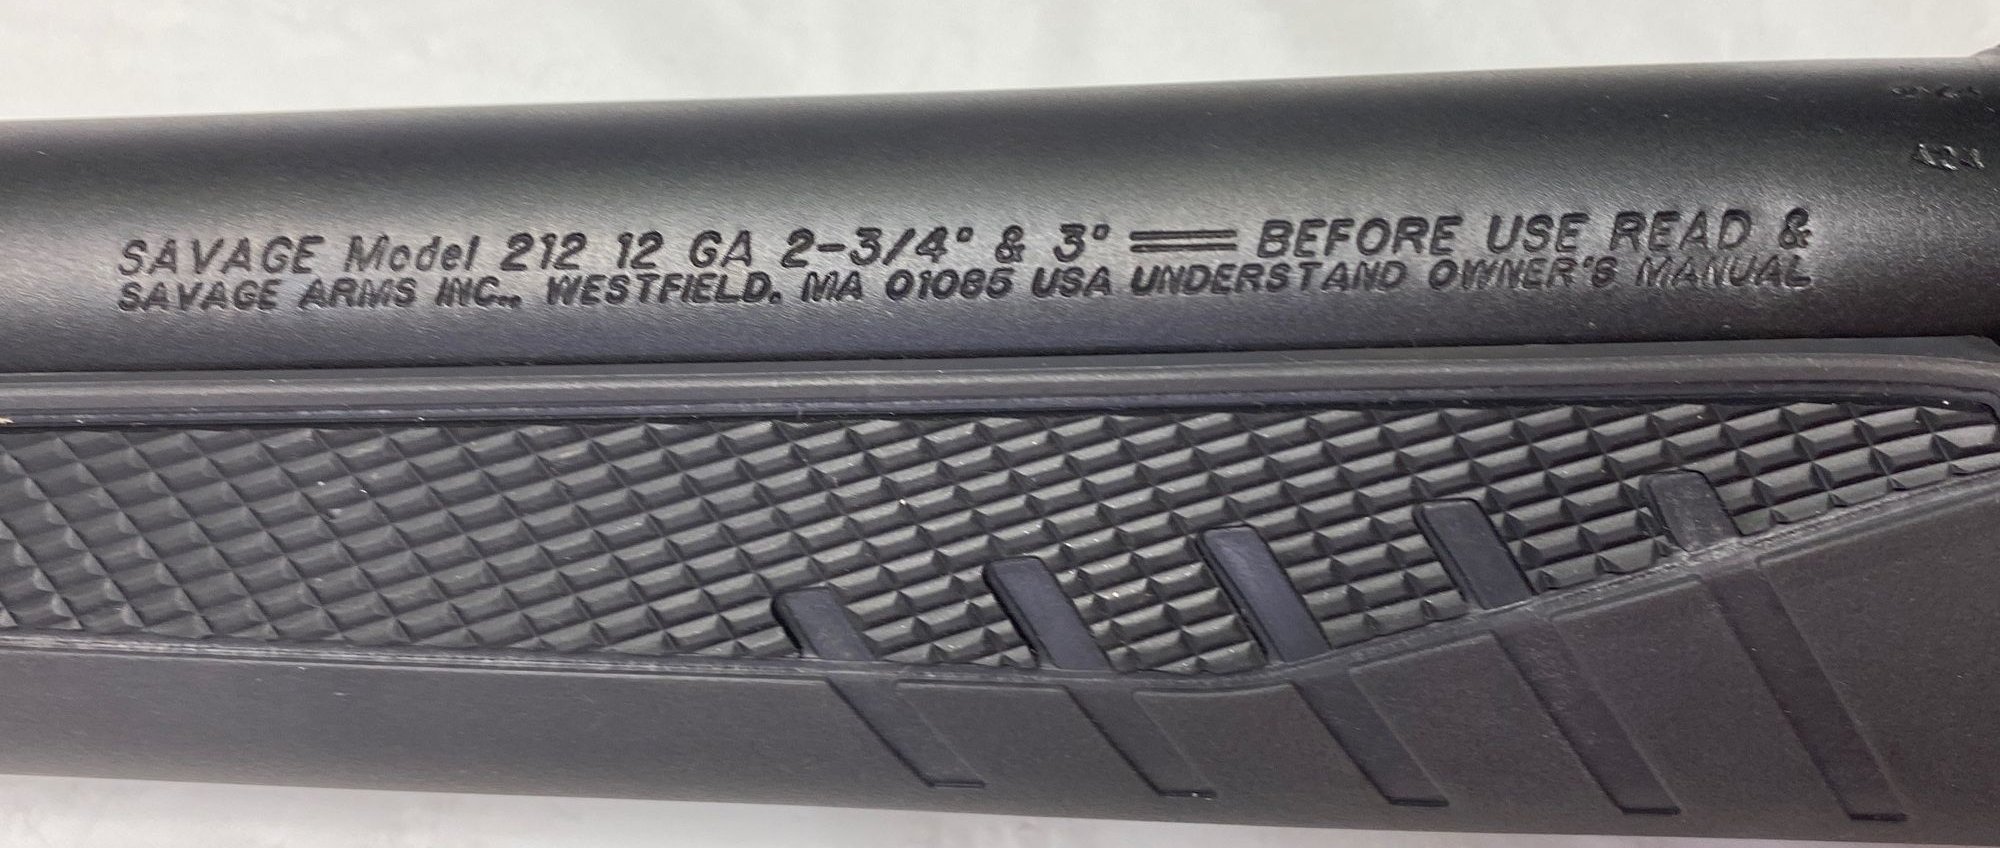 SAVAGE Model 212 12 GA 2-3/4" & 3" BEFORE USE READ &
SAVAGE ARMS INC., WESTFIELD, MA 01085 USA UNDERSTAND OWNER'S MANUAL